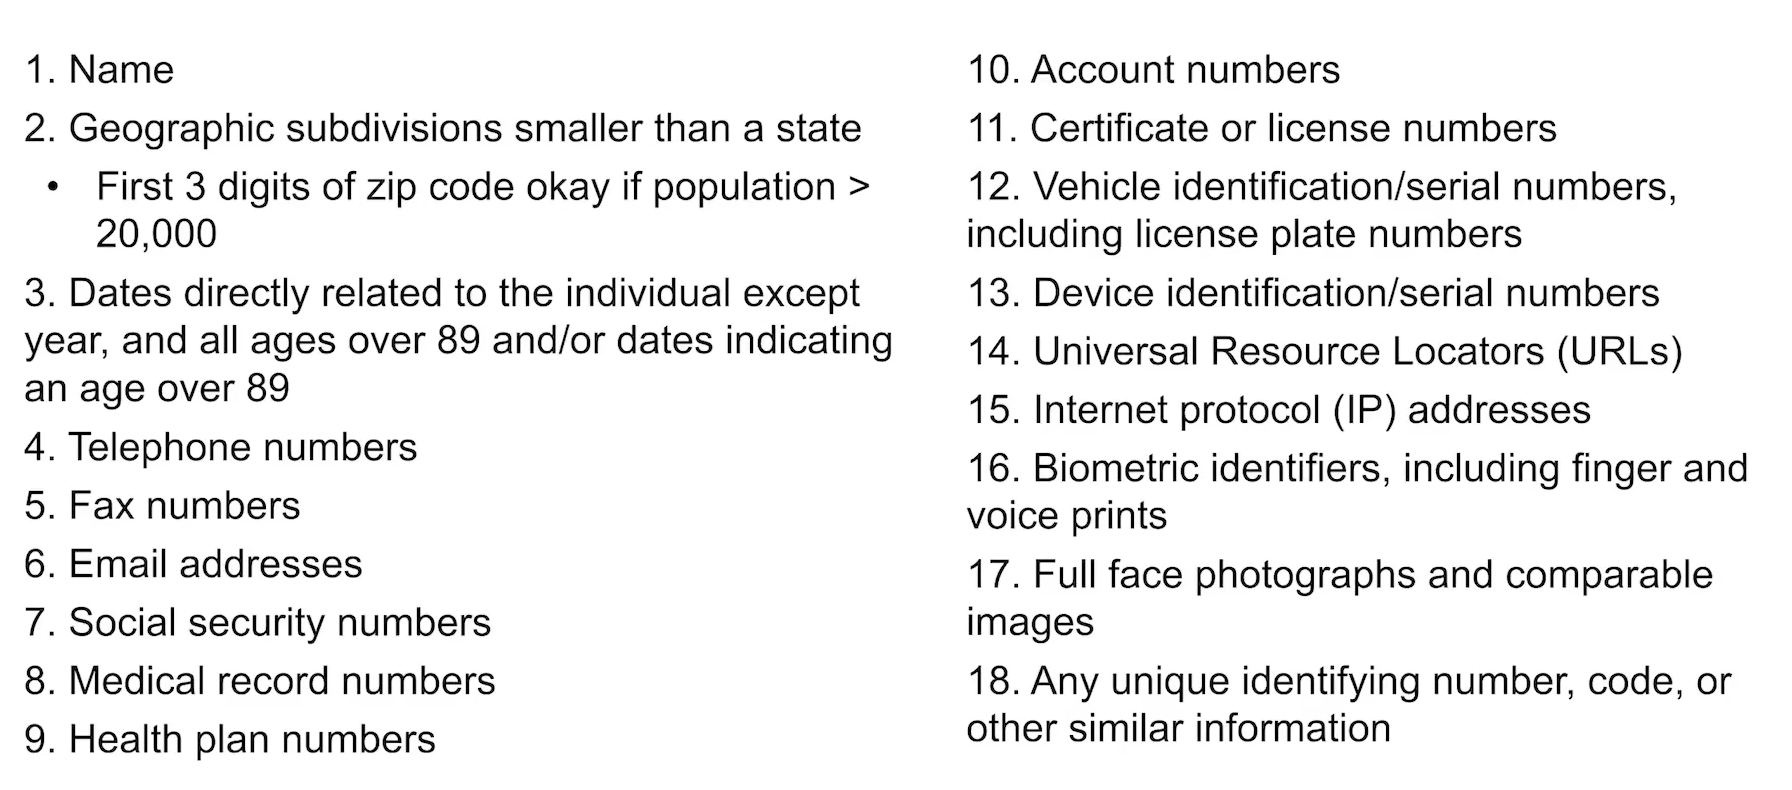 1. Name
2. Geographic subdivisions smaller than a state
• First 3 digits of zip code okay if population >
20,000
3. Dates directly related to the individual except
year, and all ages over 89 and/or dates indicating
an age over 89
4. Telephone numbers
5. Fax numbers
6. Email addresses
7. Social security numbers
8. Medical record numbers
9. Health plan numbers
10. Account numbers
11. Certificate or license numbers
12. Vehicle identification/serial numbers,
including license plate numbers
13. Device identification/serial numbers
14. Universal Resource Locators (URLs)
15. Internet protocol (IP) addresses
16. Biometric identifiers, including finger and
voice prints
17. Full face photographs and comparable
images
18. Any unique identifying number, code, or
other similar information